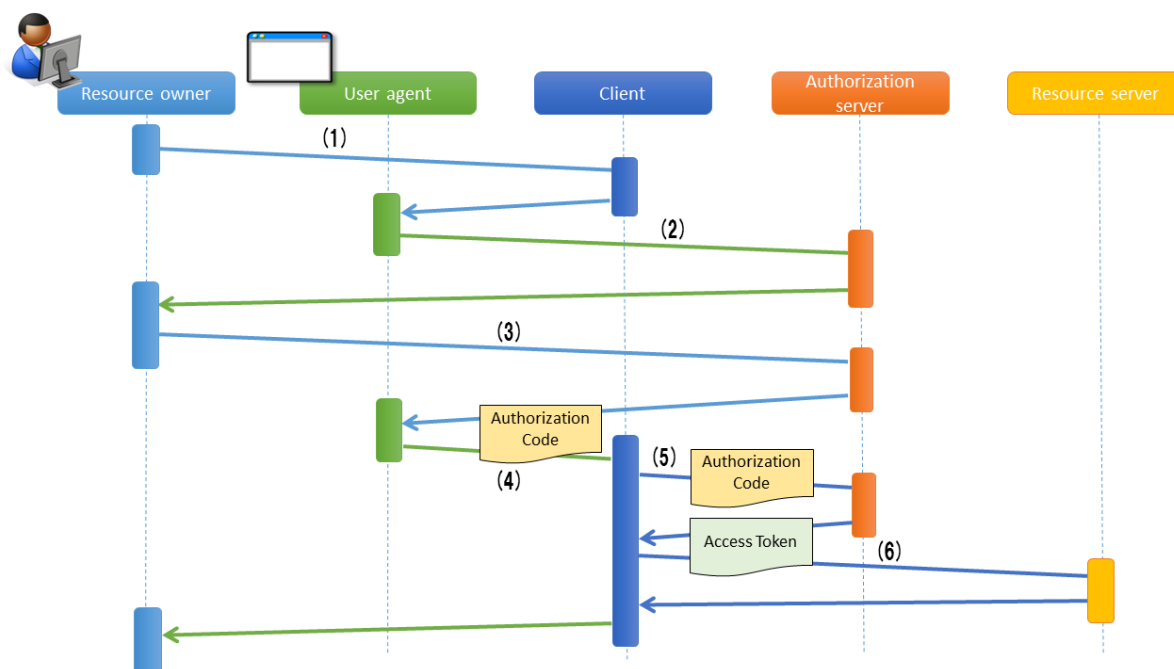 Resource owner
User agent
Client
Authorization
server
Resource server
(1)
(2)
(3)
Authorization
Code
(4)
(5)
Authorization
Code
Access Token
(6)